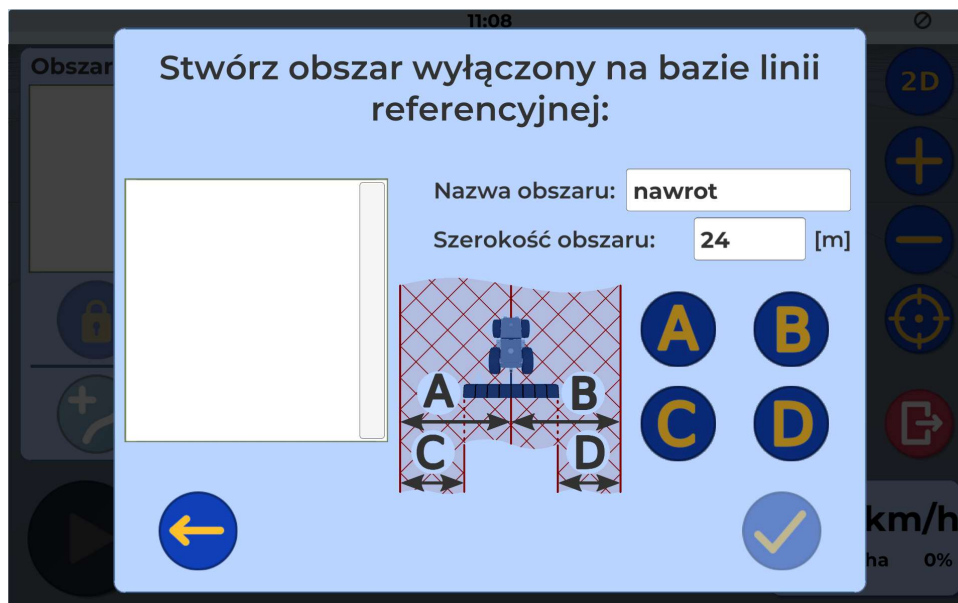 11:08
Obszar
2D
Stwórz obszar wyłączony na bazie linii
referencyjnej:
Nazwa obszaru: nawrot
Szerokość obszaru: 24 [m]
A B
A B
C D
C D
km/h
ha 0%